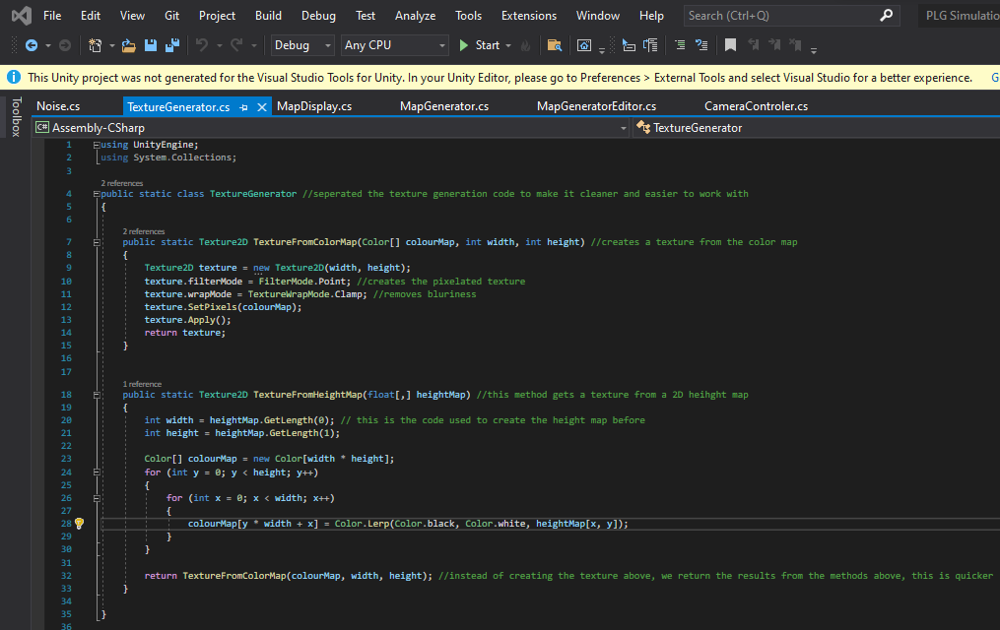 File Edit View Git Project Build Debug Test Analyze Tools Extensions Window Help Search (Ctrl+Q) PLG Simulatio
Debug Any CPU Start
This Unity project was not generated for the Visual Studio Tools for Unity. In your Unity Editor, please go to Preferences > External Tools and select Visual Studio for a better experience. G
Toolbox
Noise.cs TextureGenerator.cs MapDisplay.cs MapGenerator.cs MapGeneratorEditor.cs CameraControler.cs
C# Assembly-CSharp TextureGenerator
1 using UnityEngine;
2 using System.Collections;
3
2 references
4 public static class TextureGenerator //seperated the texture generation code to make it cleaner and easier to work with
5 {
6
2 references
7 public static Texture2D TextureFromColorMap(Color[] colourMap, int width, int height) //creates a texture from the color map
8 {
9 Texture2D texture = new Texture2D(width, height);
10 texture.filterMode = FilterMode.Point; //creates the pixelated texture
11 texture.wrapMode = TextureWrapMode.Clamp; //removes bluriness
12 texture.SetPixels(colourMap);
13 texture.Apply();
14 return texture;
15 }
16
17
1 reference
18 public static Texture2D TextureFromHeightMap(float[,] heightMap) //this method gets a texture from a 2D heihght map
19 {
20 int width = heightMap.GetLength(0); // this is the code used to create the height map before
21 int height = heightMap.GetLength(1);
22
23 Color[] colourMap = new Color[width * height];
24 for (int y = 0; y < height; y++)
25 {
26 for (int x = 0; x < width; x++)
27 {
28 colourMap[y * width + x] = Color.Lerp(Color.black, Color.white, heightMap[x, y]);
29 }
30 }
31
32 return TextureFromColorMap(colourMap, width, height); //instead of creating the texture above, we return the results from the methods above, this is quicker
33 }
34
35 }
36